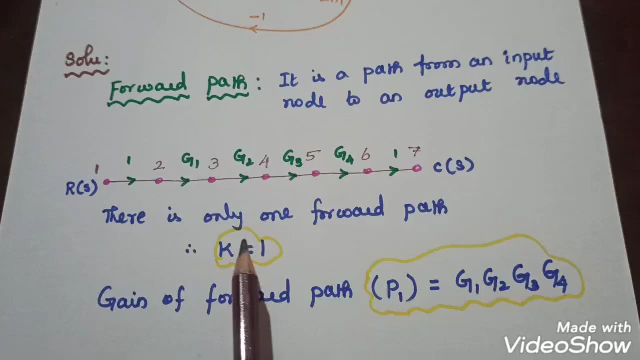 -1
Solu:
Forward path: It is a path from an input
node to an output node
1 1 2 G₁ 3 G₂ 4 G₃ 5 G₄ 6 1 7
R(s) C(s)
There is only one forward path
∴ K = 1
Gain of forward path (P₁) = G₁G₂G₃G₄
Made with
VideoShow